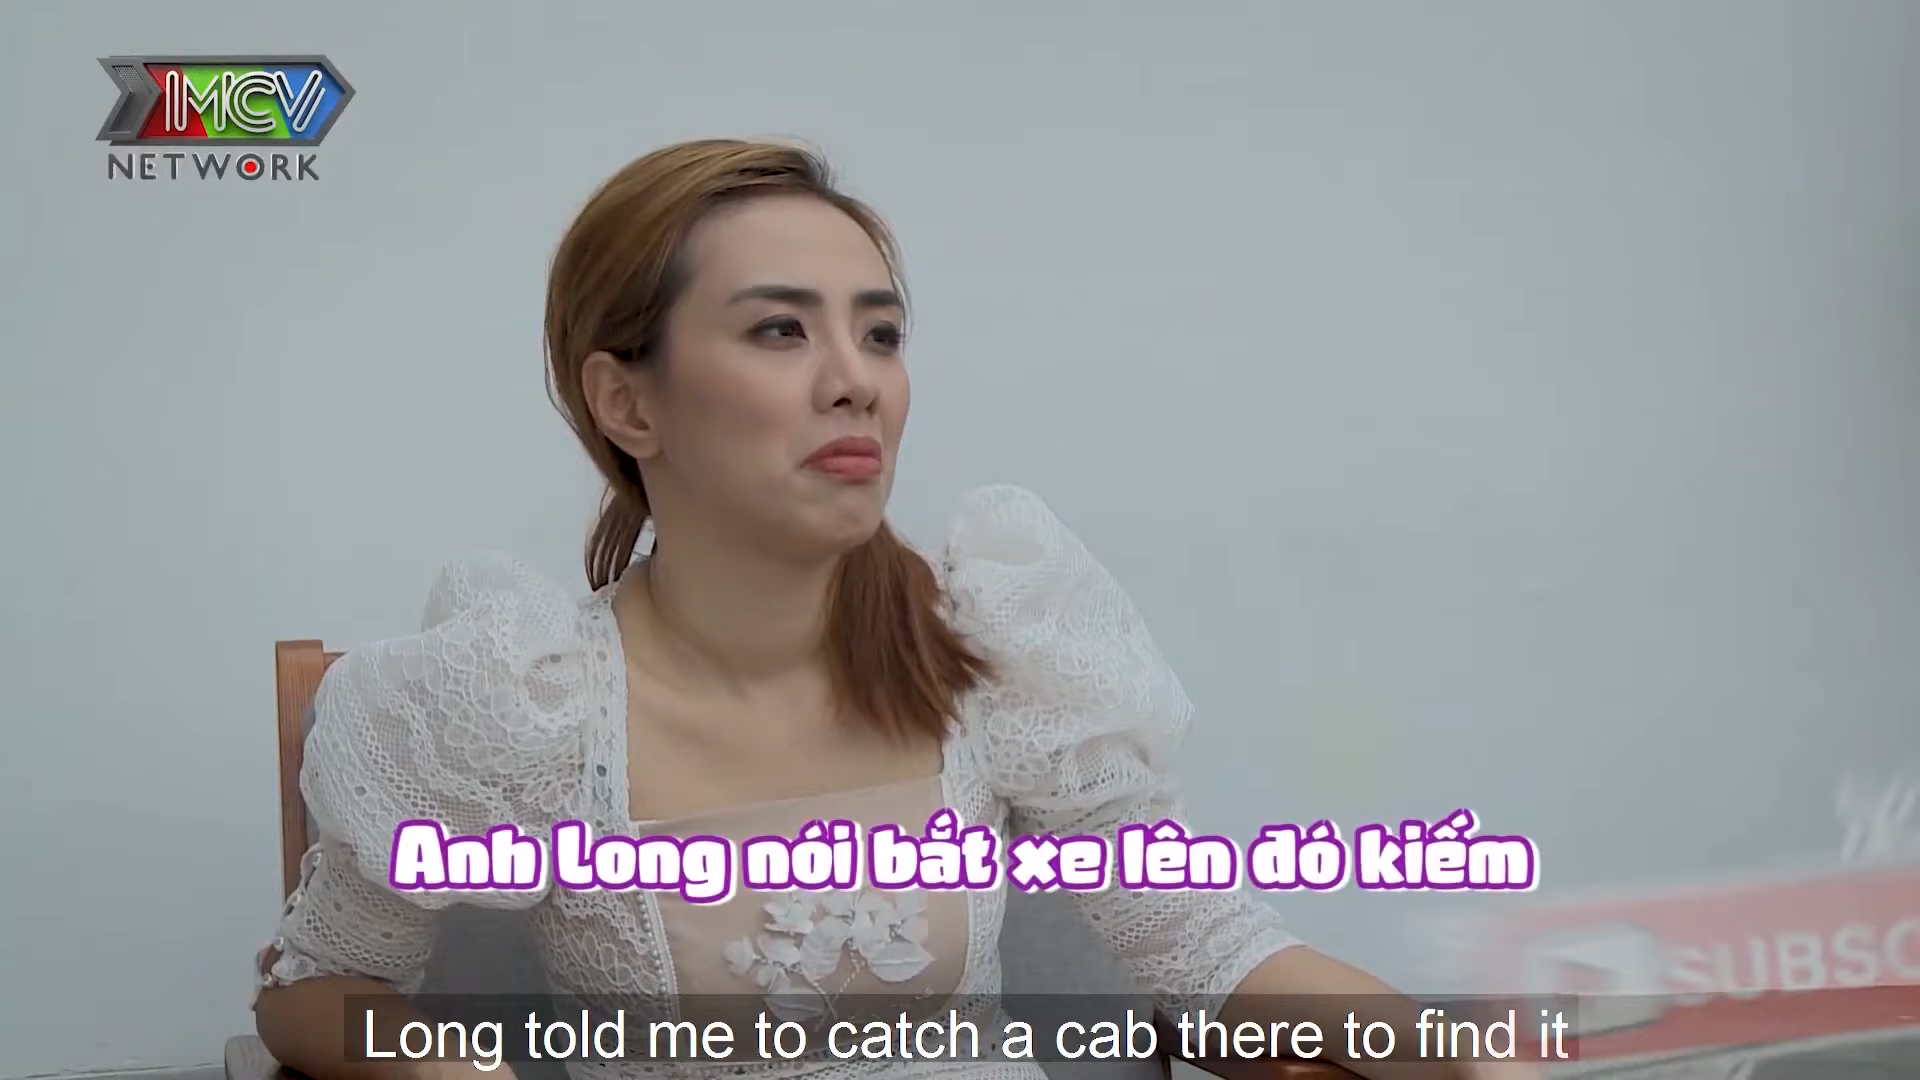 MCV
NETWORK
Anh Long nói bắt xe lên đó kiếm
SUBSC
Long told me to catch a cab there to find it